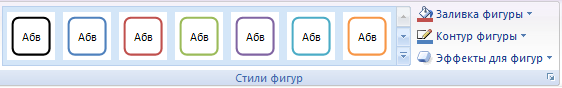 Абв Абв Абв Абв Абв Абв Абв
Заливка фигуры
Контур фигуры
Эффекты для фигур
Стили фигур